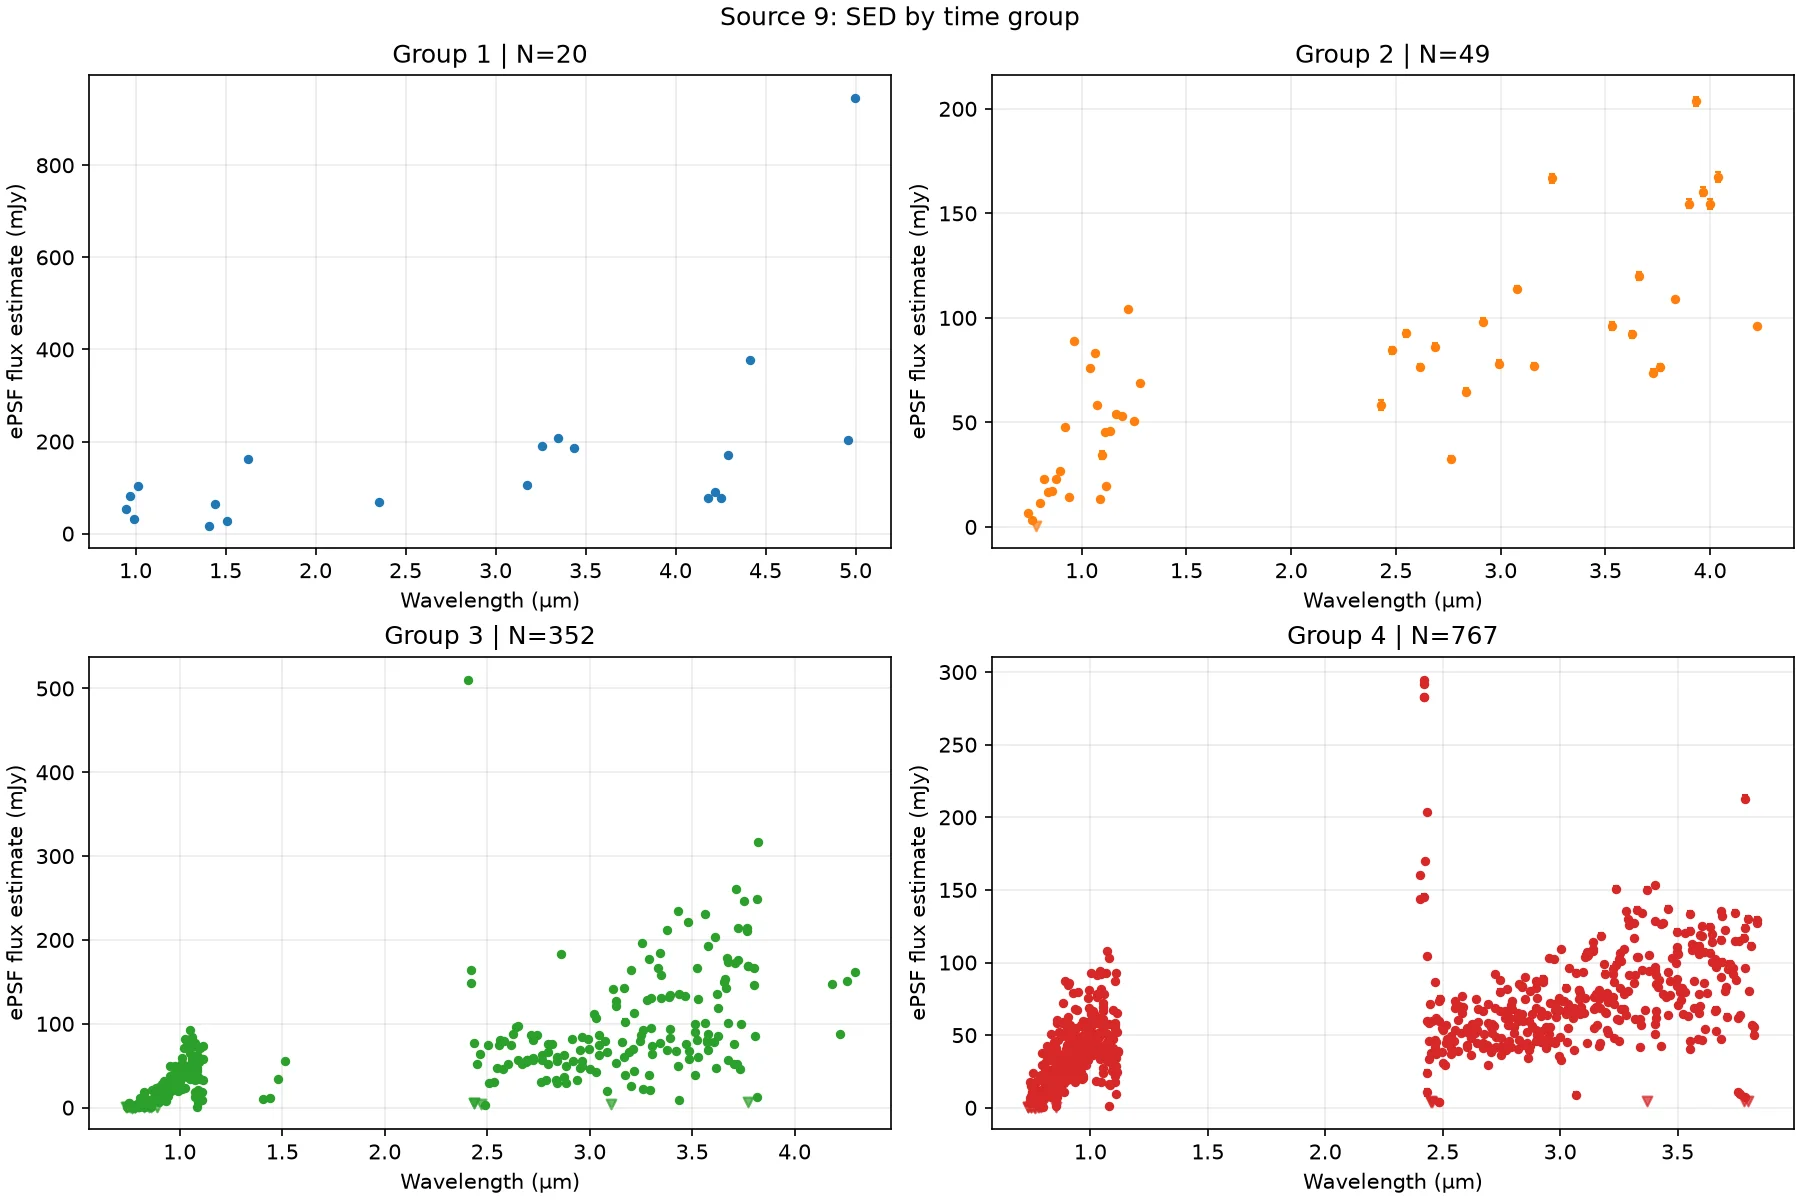 Source 9: SED by time group
Group 1 | N=20
ePSF flux estimate (mJy)
800
600
400
200
0
1.0 1.5 2.0 2.5 3.0 3.5 4.0 4.5 5.0
Wavelength (µm)
Group 2 | N=49
ePSF flux estimate (mJy)
200
150
100
50
0
1.0 1.5 2.0 2.5 3.0 3.5 4.0
Wavelength (µm)
Group 3 | N=352
ePSF flux estimate (mJy)
500
400
300
200
100
0
1.0 1.5 2.0 2.5 3.0 3.5 4.0
Wavelength (µm)
Group 4 | N=767
ePSF flux estimate (mJy)
300
250
200
150
100
50
0
1.0 1.5 2.0 2.5 3.0 3.5
Wavelength (µm)